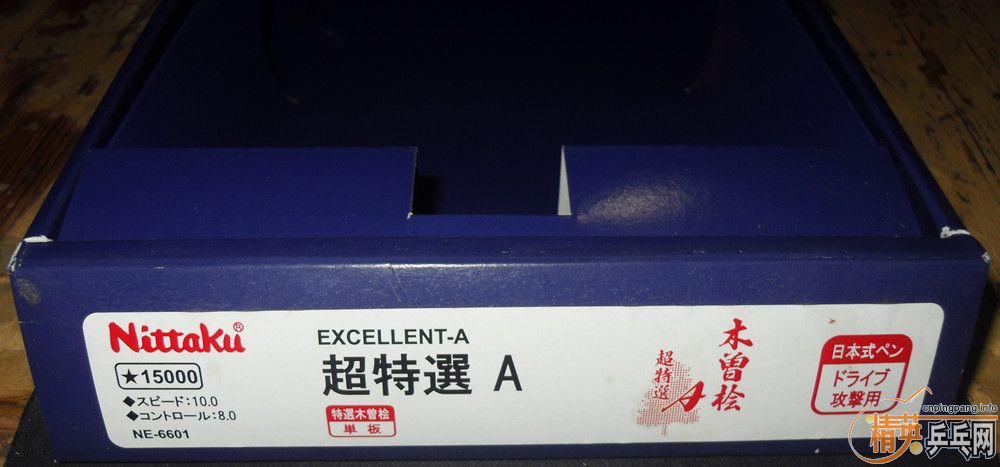 Nittaku®
★15000
◆スピード:10.0
◆コントロール:8.0
NE-6601
EXCELLENT-A
超特選 A
特選木曽桧
単板
木曽桧
超特選
A
日本式ペン
ドライブ
攻撃用
cnpingpang.info
精英乒乓网